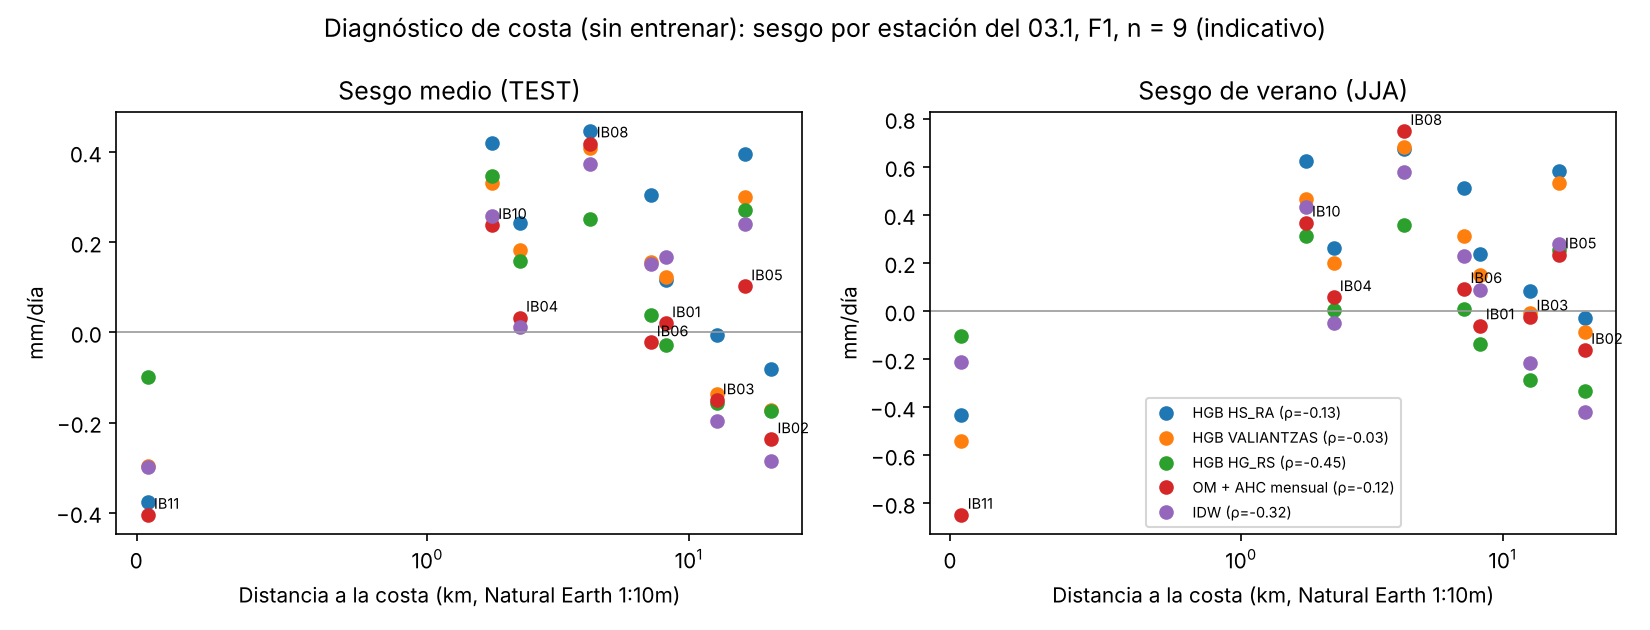 Diagnóstico de costa (sin entrenar): sesgo por estación del 03.1, F1, n = 9 (indicativo)
Sesgo medio (TEST)
mm/día
0.4
0.2
0.0
−0.2
−0.4
IB08
IB10
IB05
IB04
IB01
IB06
IB03
IB02
IB11
0
10⁰
10¹
Distancia a la costa (km, Natural Earth 1:10m)
Sesgo de verano (JJA)
mm/día
0.8
0.6
0.4
0.2
0.0
−0.2
−0.4
−0.6
−0.8
IB08
IB10
IB05
IB06
IB04
IB03
IB01
IB02
IB11
HGB HS_RA (ρ=-0.13)
HGB VALIANTZAS (ρ=-0.03)
HGB HG_RS (ρ=-0.45)
OM + AHC mensual (ρ=-0.12)
IDW (ρ=-0.32)
0
10⁰
10¹
Distancia a la costa (km, Natural Earth 1:10m)